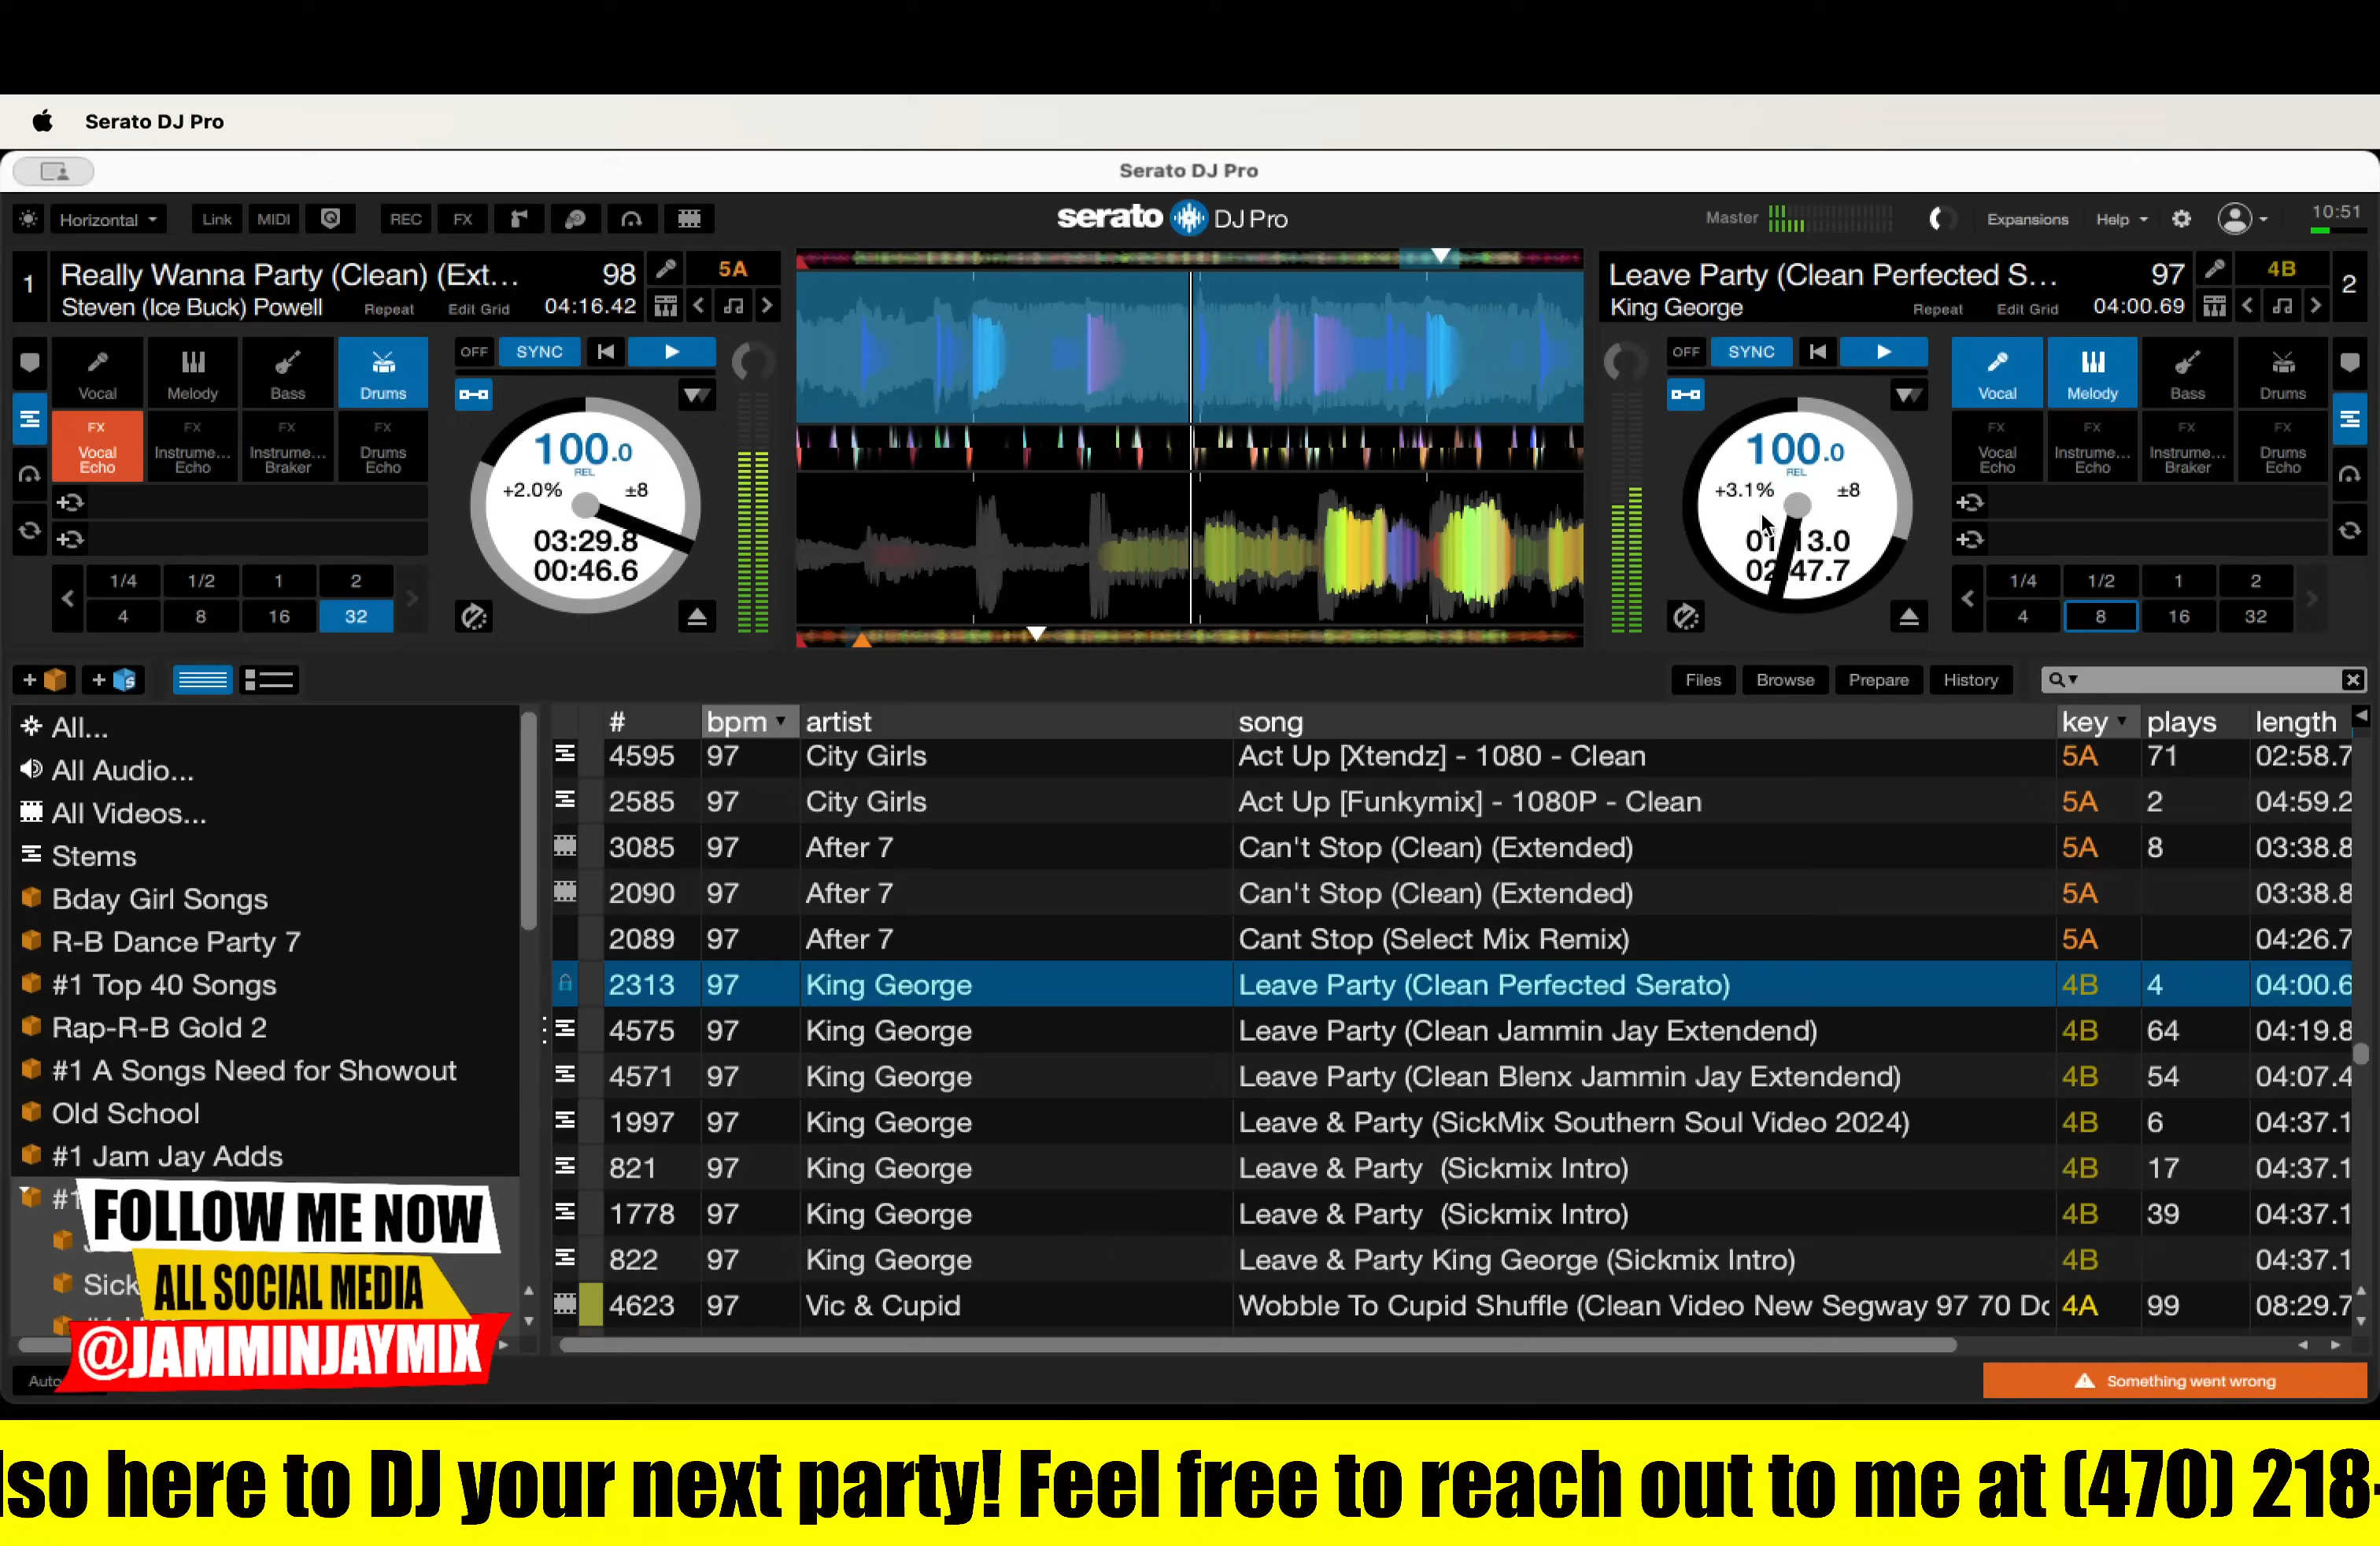 Serato DJ Pro
Serato DJ Pro
Horizontal
Link
MIDI
REC
FX
serato DJ Pro
Master
Expansions
Help
10:51
1
Really Wanna Party (Clean) (Ext...
98
5A
Steven (Ice Buck) Powell
Repeat
Edit Grid
04:16.42
Leave Party (Clean Perfected S...
97
4B
2
King George
Repeat
Edit Grid
04:00.69
Vocal
Melody
Bass
Drums
OFF
SYNC
OFF
SYNC
Vocal
Melody
Bass
Drums
FX
Vocal
Echo
FX
Instrume...
Echo
FX
Instrume...
Braker
FX
Drums
Echo
100.0
REL
+2.0%
±8
03:29.8
00:46.6
100.0
REL
+3.1%
±8
FX
Vocal
Echo
FX
Instrume...
Echo
FX
Instrume...
Braker
FX
Drums
Echo
1/4 1/2 1 2
4 8 16 32
1/4 1/2 1 2
4 8 16 32
Files
Browse
Prepare
History
All...
All Audio...
All Videos...
Stems
Bday Girl Songs
R-B Dance Party 7
#1 Top 40 Songs
Rap-R-B Gold 2
#1 A Songs Need for Showout
Old School
#1 Jam Jay Adds
Sick
# bpm artist song key plays length
4595 97 City Girls Act Up [Xtendz] - 1080 - Clean 5A 71 02:58.7
2585 97 City Girls Act Up [Funkymix] - 1080P - Clean 5A 2 04:59.2
3085 97 After 7 Can't Stop (Clean) (Extended) 5A 8 03:38.8
2090 97 After 7 Can't Stop (Clean) (Extended) 5A 03:38.8
2089 97 After 7 Cant Stop (Select Mix Remix) 5A 04:26.7
2313 97 King George Leave Party (Clean Perfected Serato) 4B 4 04:00.6
4575 97 King George Leave Party (Clean Jammin Jay Extendend) 4B 64 04:19.8
4571 97 King George Leave Party (Clean Blenx Jammin Jay Extendend) 4B 54 04:07.4
1997 97 King George Leave & Party (SickMix Southern Soul Video 2024) 4B 6 04:37.1
821 97 King George Leave & Party (Sickmix Intro) 4B 17 04:37.1
1778 97 King George Leave & Party (Sickmix Intro) 4B 39 04:37.1
822 97 King George Leave & Party King George (Sickmix Intro) 4B 04:37.1
4623 97 Vic & Cupid Wobble To Cupid Shuffle (Clean Video New Segway 97 70 Do 4A 99 08:29.7
FOLLOW ME NOW
ALL SOCIAL MEDIA
@JAMMINJAYMIX
Auto
Something went wrong
lso here to DJ your next party! Feel free to reach out to me at (470) 218-